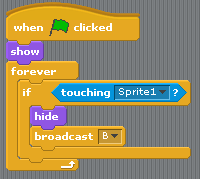 when clicked
show
forever
if touching Sprite1 ?
hide
broadcast B